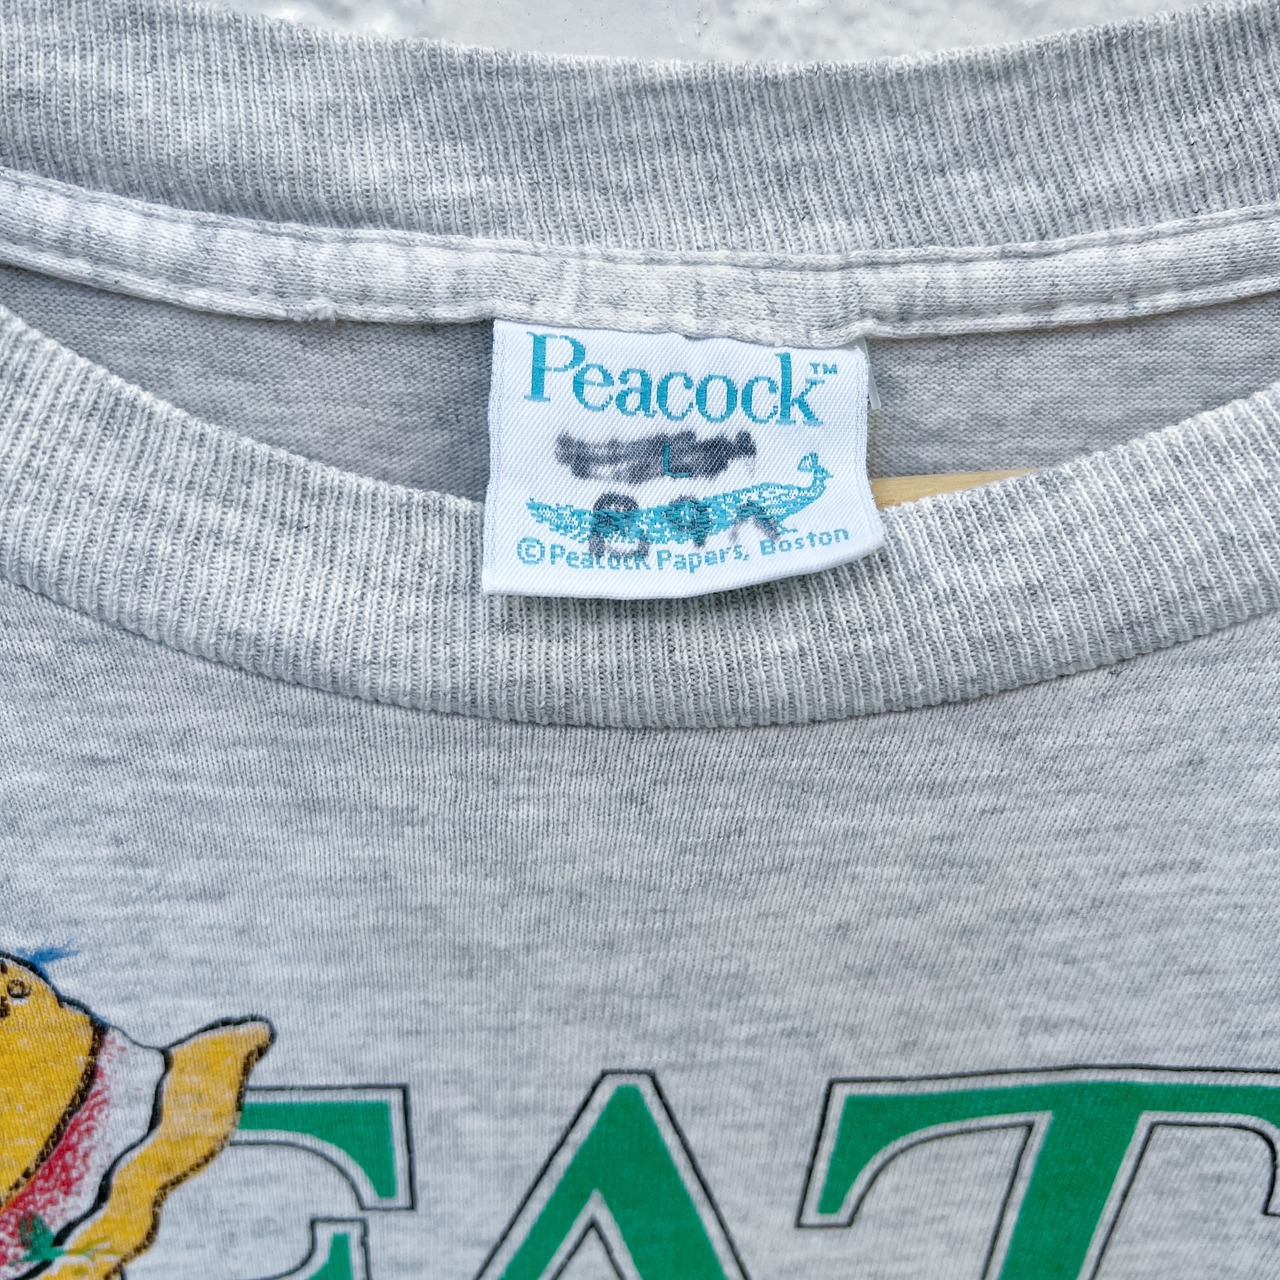 Peacock™
L
©Peacock Papers, Boston
EAT